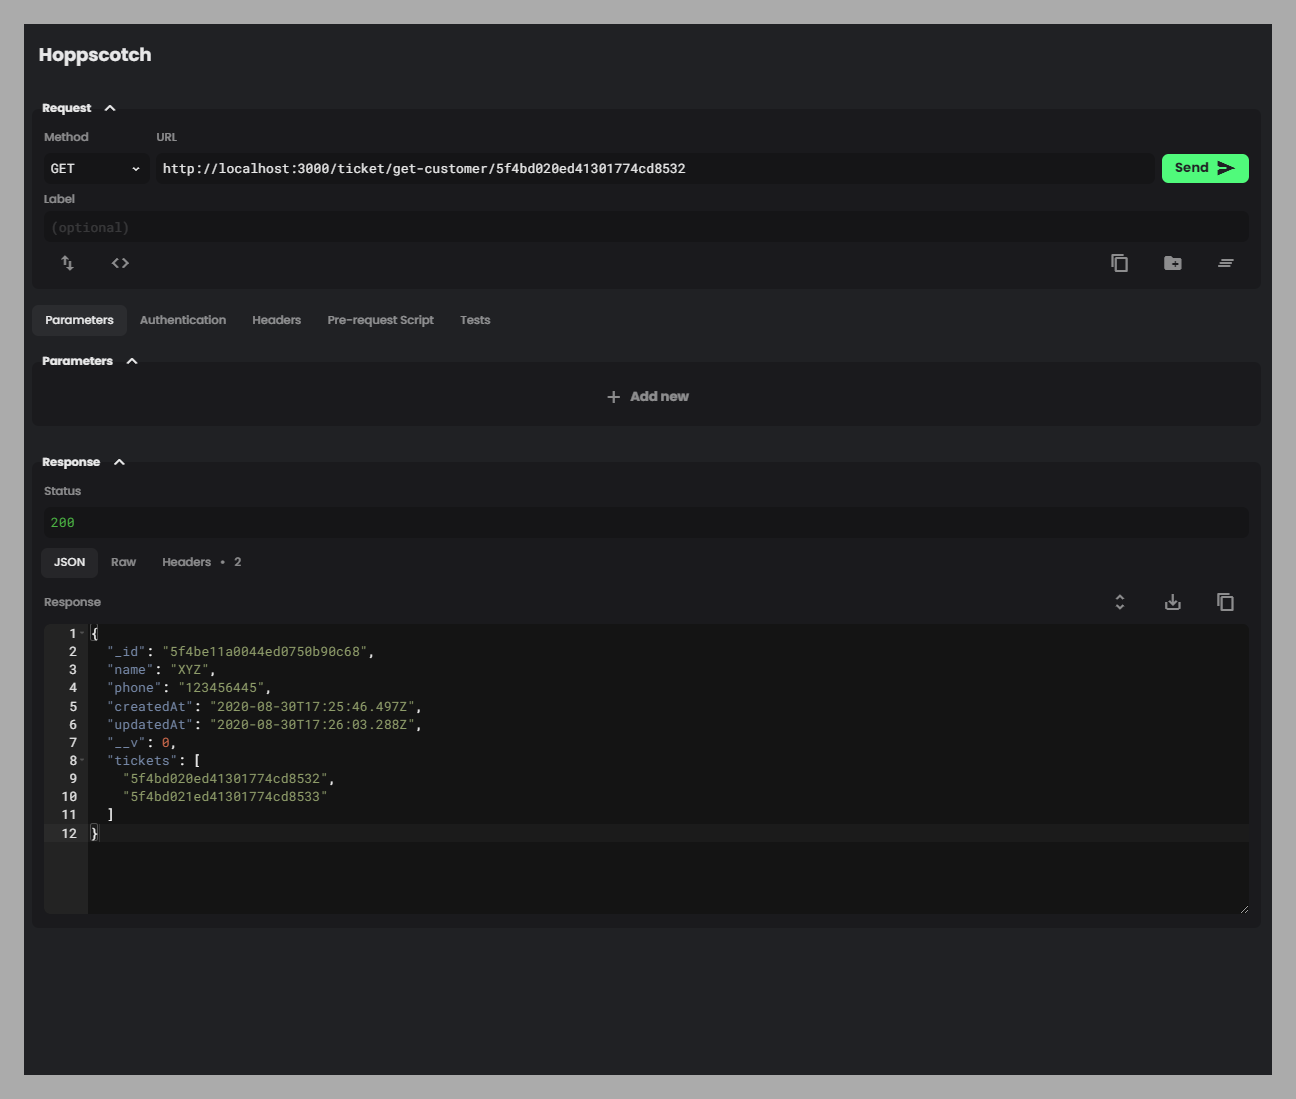 Hoppscotch
Request
Method URL
GET http://localhost:3000/ticket/get-customer/5f4bd020ed41301774cd8532 Send
Label
(optional)
Parameters Authentication Headers Pre-request Script Tests
Parameters
Add new
Response
Status
200
JSON Raw Headers • 2
Response
1 {
2 "_id": "5f4be11a0044ed0750b90c68",
3 "name": "XYZ",
4 "phone": "123456445",
5 "createdAt": "2020-08-30T17:25:46.497Z",
6 "updatedAt": "2020-08-30T17:26:03.288Z",
7 "__v": 0,
8 "tickets": [
9 "5f4bd020ed41301774cd8532",
10 "5f4bd021ed41301774cd8533"
11 ]
12 }